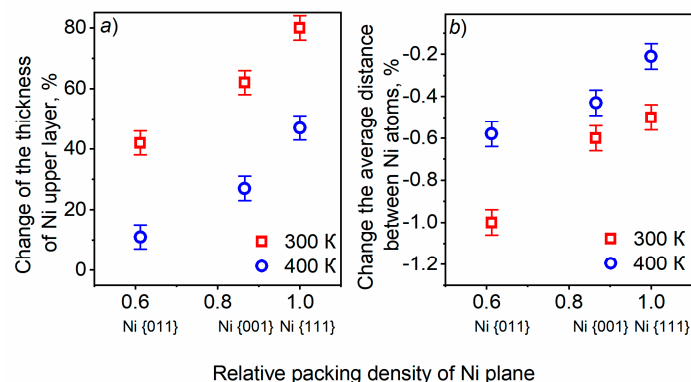 a)
Change of the thickness
of Ni upper layer, %
80
60
40
20
0
300 K
400 K
0.6
0.8
1.0
Ni {011}
Ni {001}
Ni {111}
b)
Change the average distance
between Ni atoms, %
-0.2
-0.4
-0.6
-0.8
-1.0
-1.2
300 K
400 K
0.6
0.8
1.0
Ni {011}
Ni {001}
Ni {111}
Relative packing density of Ni plane